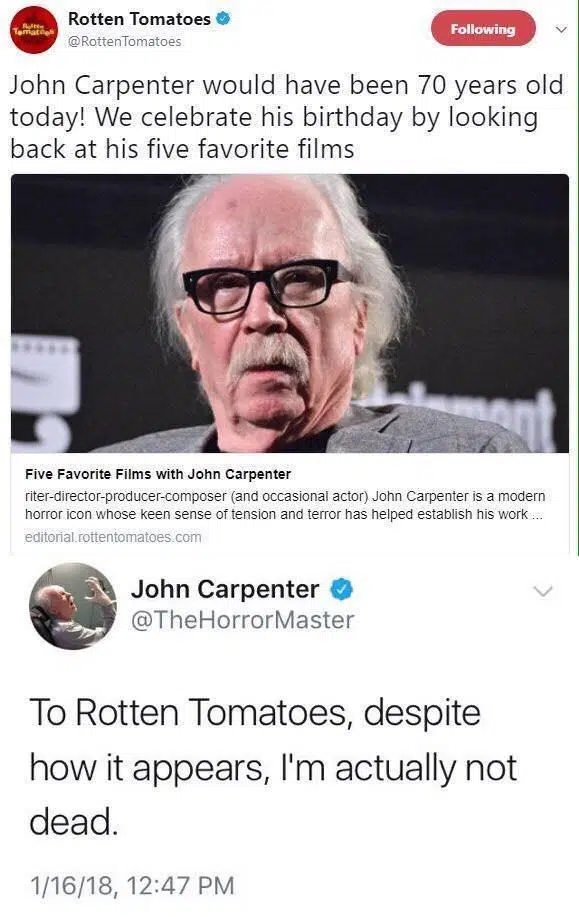 Rotten Tomatoes
@RottenTomatoes
Following
John Carpenter would have been 70 years old
today! We celebrate his birthday by looking
back at his five favorite films
Five Favorite Films with John Carpenter
riter-director-producer-composer (and occasional actor) John Carpenter is a modern
horror icon whose keen sense of tension and terror has helped establish his work ...
editorial.rottentomatoes.com
John Carpenter
@TheHorrorMaster
To Rotten Tomatoes, despite
how it appears, I'm actually not
dead.
1/16/18, 12:47 PM